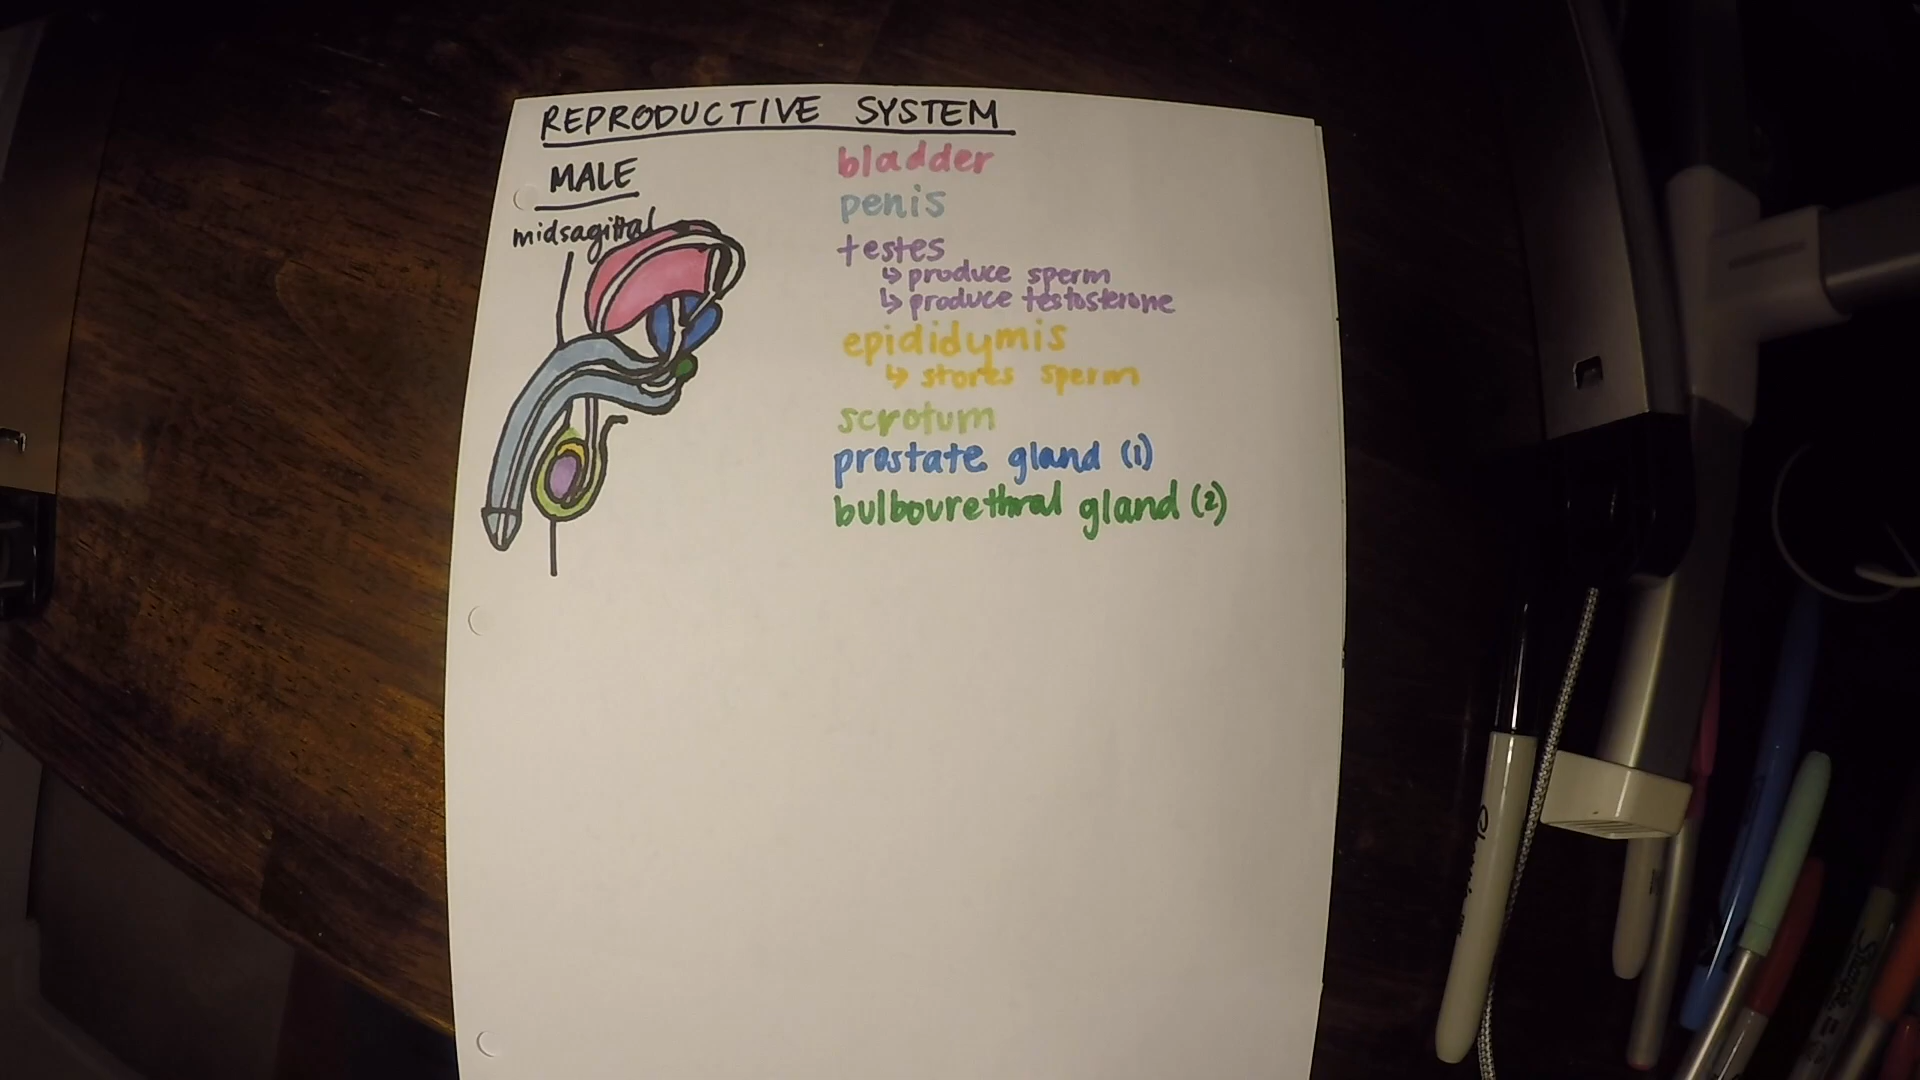 REPRODUCTIVE SYSTEM
MALE
midsagittal
bladder
penis
testes
↳ produce sperm
↳ produce testosterone
epididymis
↳ stores sperm
scrotum
prostate gland (1)
bulbourethral gland (2)
Sharpie